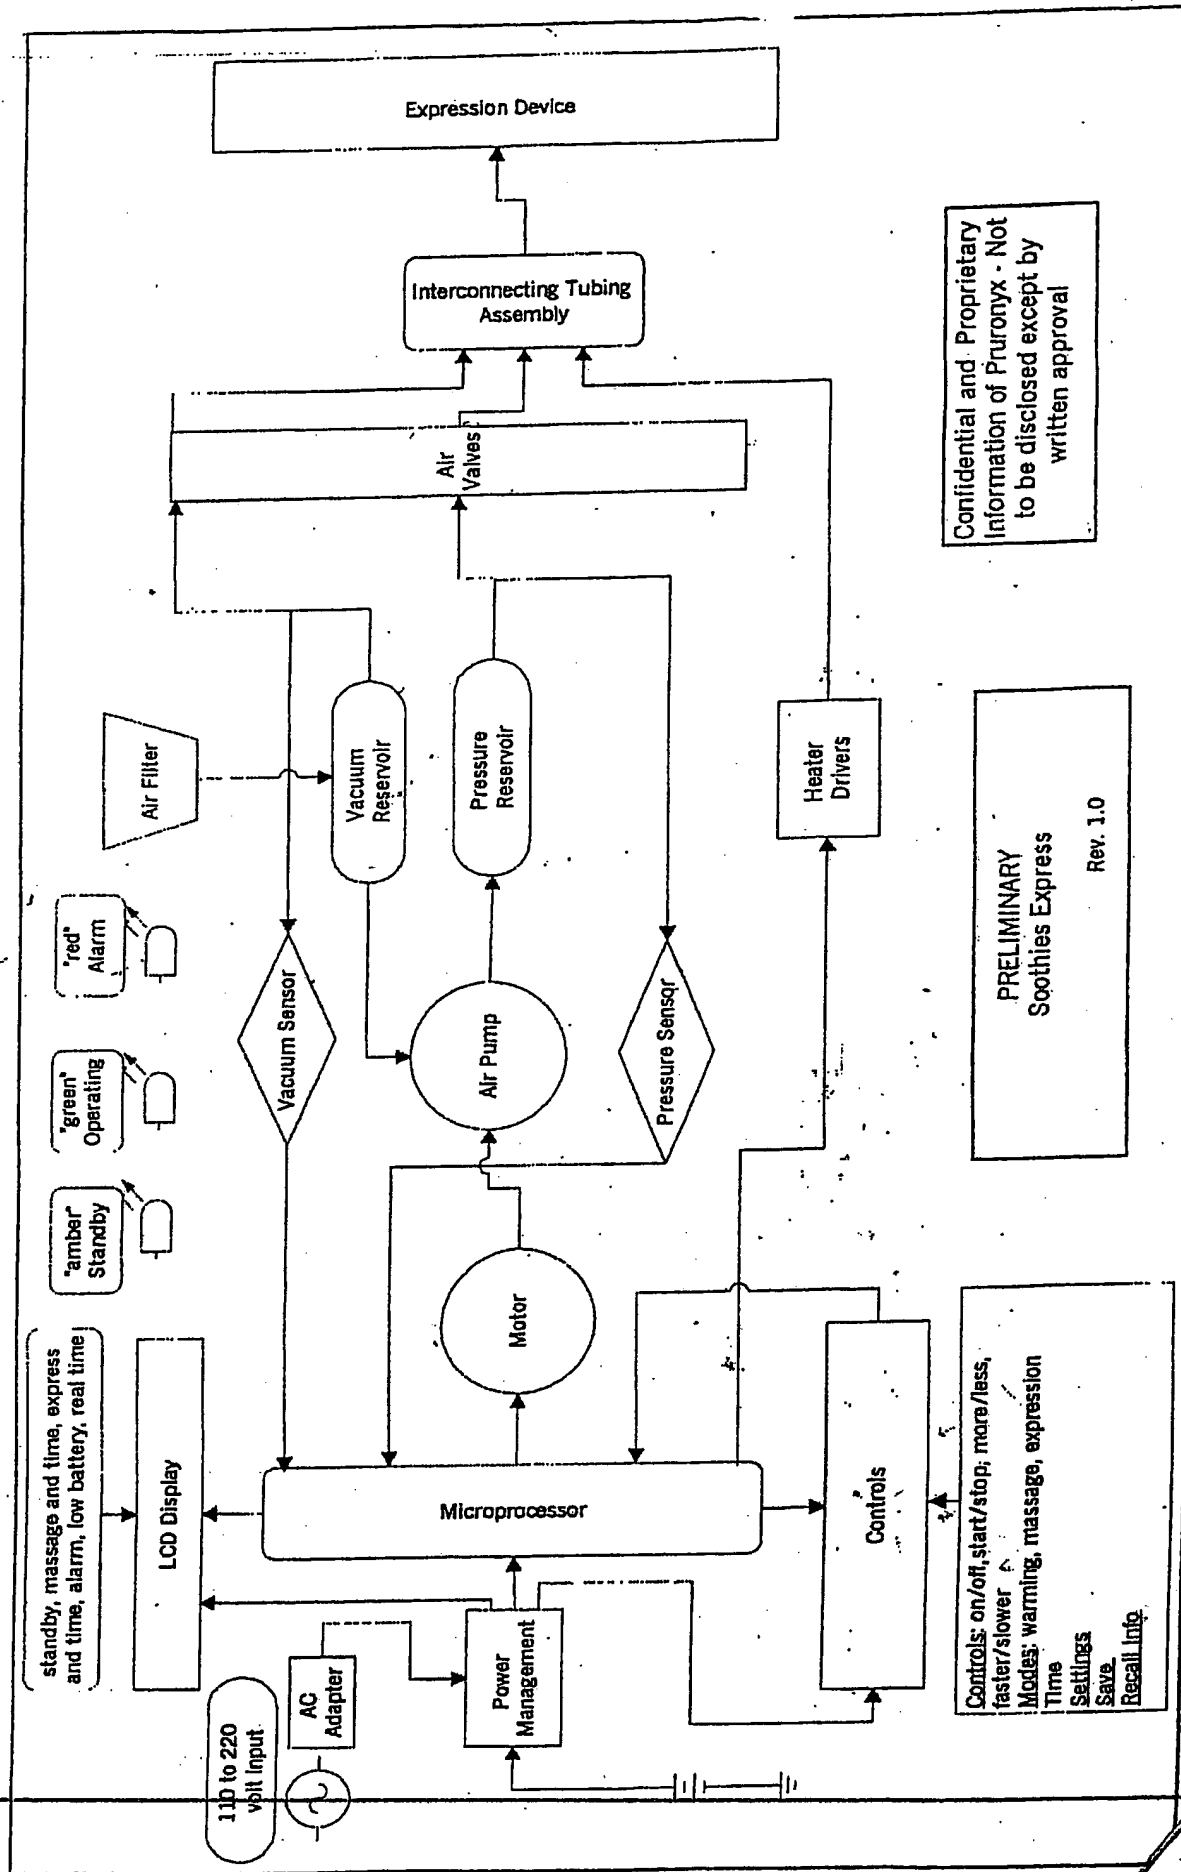 standby, massage and time, express
and time, alarm, low battery, real time
"amber"
Standby
"green"
Operating
"red"
Alarm
110 to 220
volt Input
LCD Display
AC
Adapter
Air Filter
Vacuum Sensor
Vacuum
Reservoir
Power
Management
Microprocessor
Motor
Air Pump
Pressure
Reservoir
Air
Valves
Interconnecting Tubing
Assembly
Expression Device
Pressure Sensor
Heater
Drivers
Controls
Controls: on/off, start/stop; more/less,
faster/slower
Modes: warming, massage, expression
Time
Settings
Save
Recall Info
PRELIMINARY
Soothies Express
Rev. 1.0
Confidential and Proprietary
Information of Pruronyx - Not
to be disclosed except by
written approval